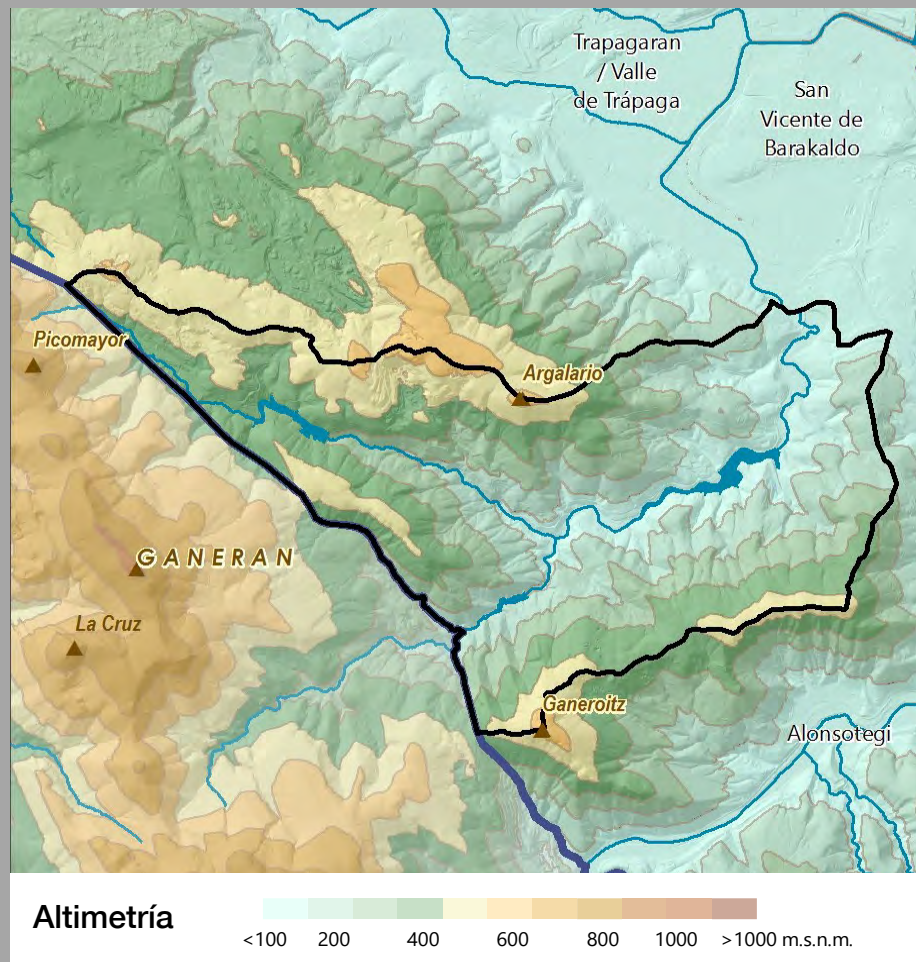 Trapagaran
/ Valle
de Trápaga
San
Vicente de
Barakaldo
Picomayor
Argalario
GANERAN
La Cruz
Ganeroitz
Alonsotegi
Altimetría
<100 200 400 600 800 1000 >1000 m.s.n.m.